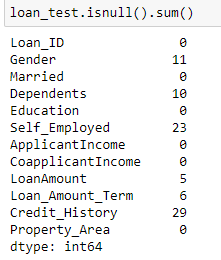 loan_test.isnull().sum()
Loan_ID 0
Gender 11
Married 0
Dependents 10
Education 0
Self_Employed 23
ApplicantIncome 0
CoapplicantIncome 0
LoanAmount 5
Loan_Amount_Term 6
Credit_History 29
Property_Area 0
dtype: int64